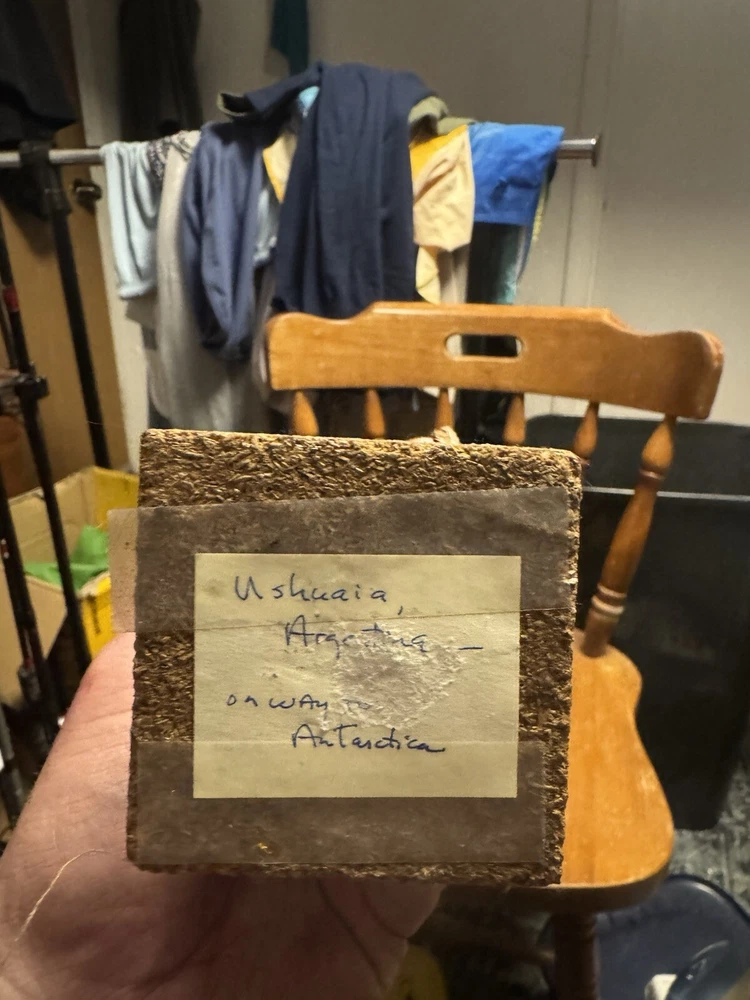 Ushuaia,
Argentina –
on way to
Antarctica